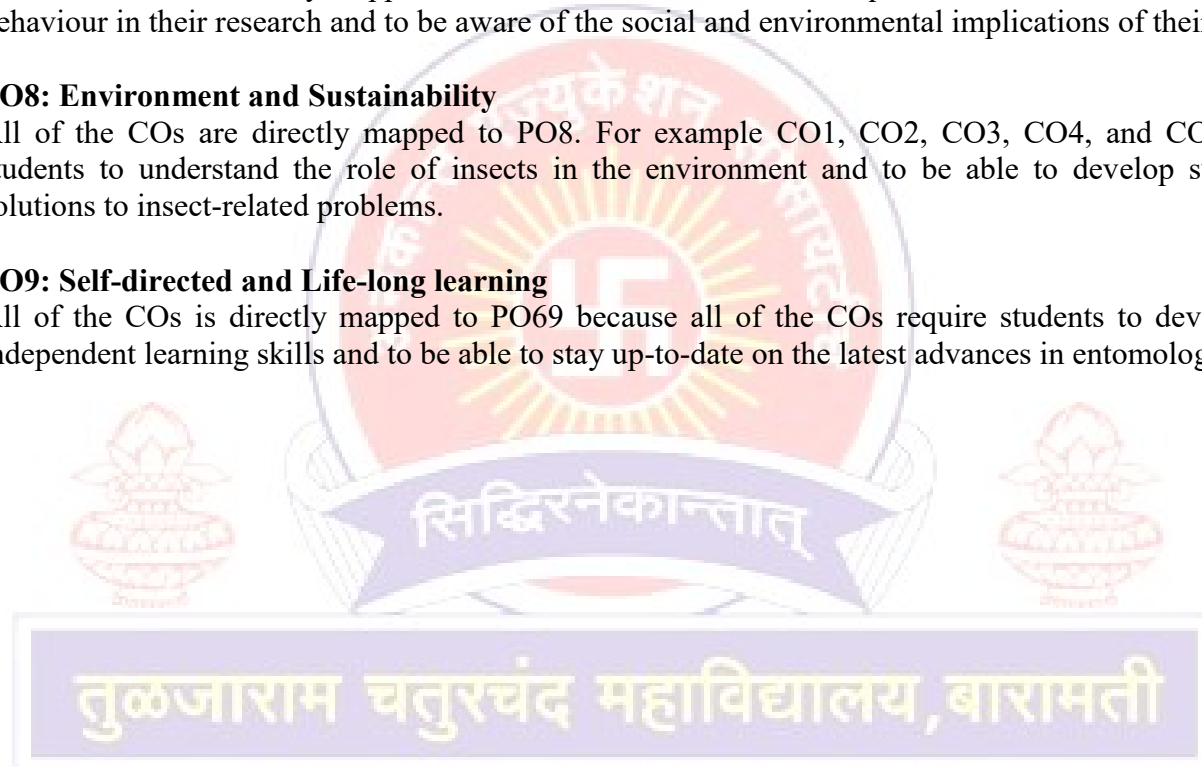 ehaviour in their research and to be aware of the social and environmental implications of their
O8: Environment and Sustainability
ll of the COs are directly mapped to PO8. For example CO1, CO2, CO3, CO4, and CO
tudents to understand the role of insects in the environment and to be able to develop s
olutions to insect-related problems.
O9: Self-directed and Life-long learning
ll of the COs is directly mapped to PO69 because all of the COs require students to dev
ndependent learning skills and to be able to stay up-to-date on the latest advances in entomolog
सिद्धिरनेकान्तात्
तुळजाराम चतुरचंद महाविद्यालय,बारामती